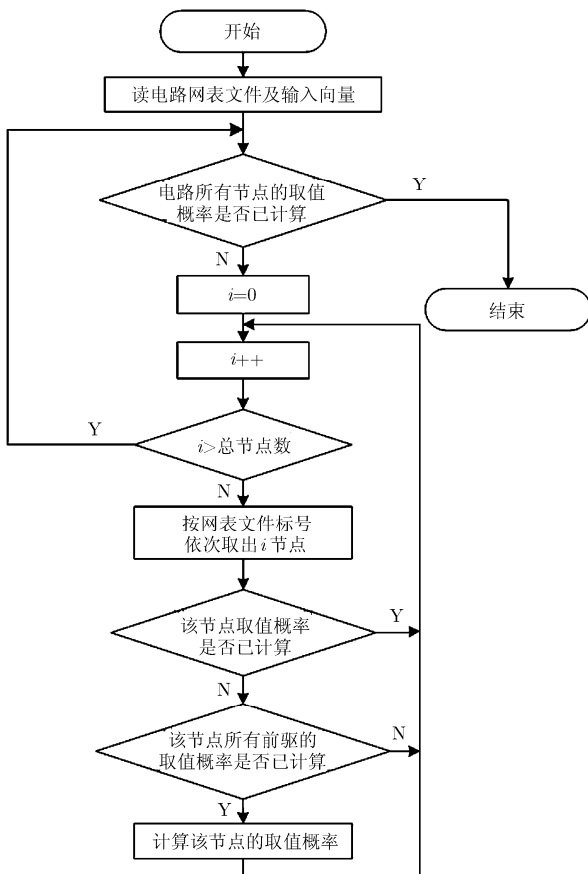 开始
读电路网表文件及输入向量
电路所有节点的取值
概率是否已计算
Y
N
i=0
结束
i++
Y
i>总节点数
N
按网表文件标号
依次取出i节点
该节点取值概率
是否已计算
Y
N
该节点所有前驱的
取值概率是否已计算
N
Y
计算该节点的取值概率